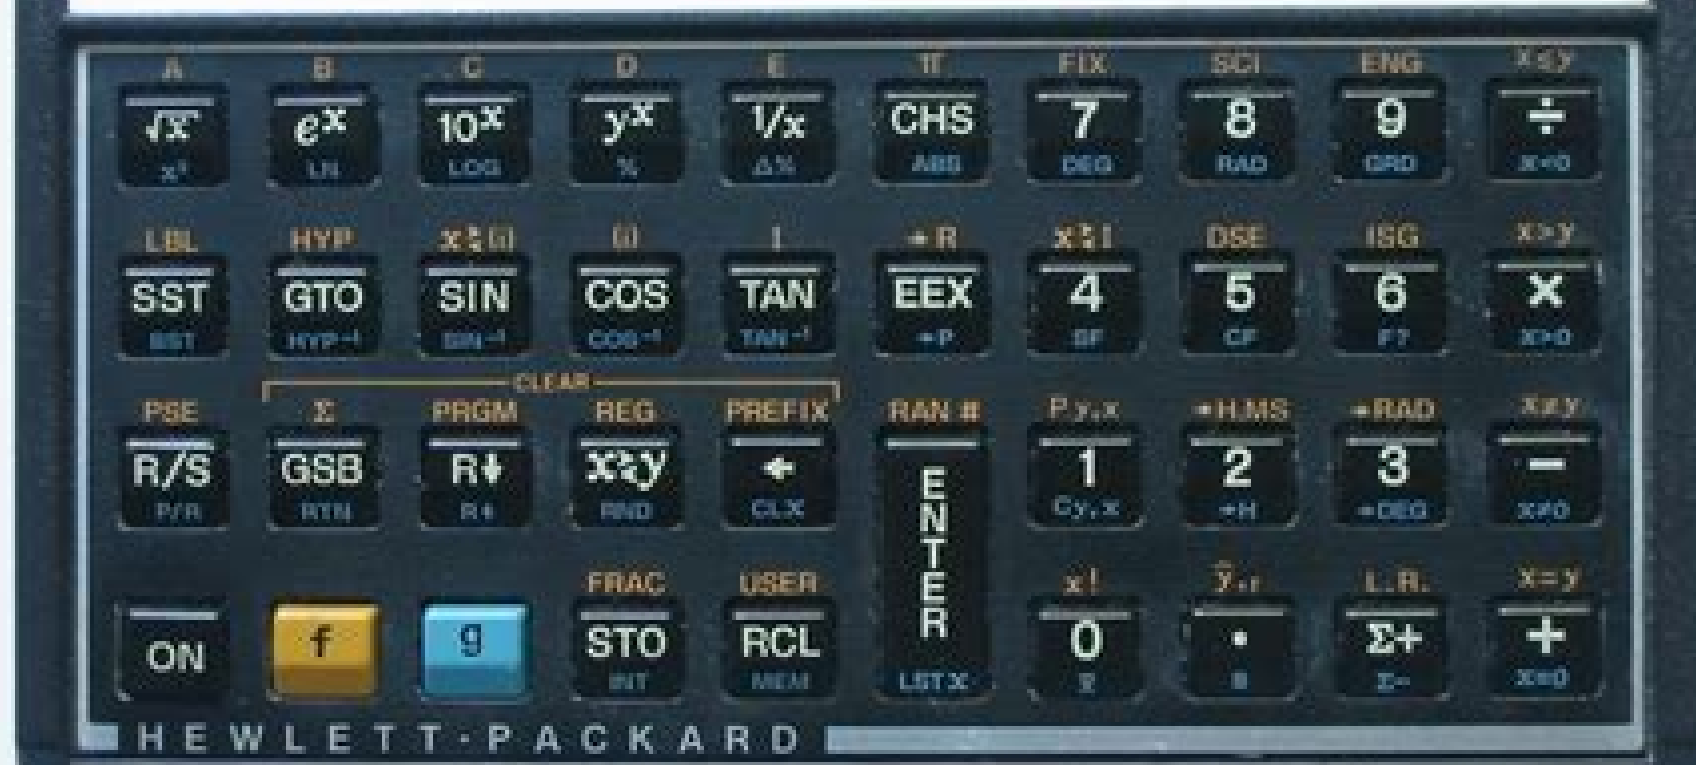 A B C D E π FIX SCI ENG x≤y
√x eˣ 10ˣ yˣ 1/x CHS 7 8 9 ÷
x² LN LOG % Δ% ABS DEG RAD GRD x<0
LBL HYP x≷(i) (i) I →R x≷I DSE ISG x>y
SST GTO SIN COS TAN EEX 4 5 6 ×
BST HYP⁻¹ SIN⁻¹ COS⁻¹ TAN⁻¹ →P SF CF F? x>0
CLEAR
PSE Σ PRGM REG PREFIX RAN # Py,x →H.MS →RAD x≠y
R/S GSB R↓ x≷y ← ENTER 1 2 3 −
P/R RTN R↑ RND CLX Cy,x →H →DEG x≠0
FRAC USER x! ŷ,r L.R. x=y
ON f g STO RCL 0 • Σ+ +
INT MEM LSTX x̄ s Σ− x=0
HEWLETT·PACKARD